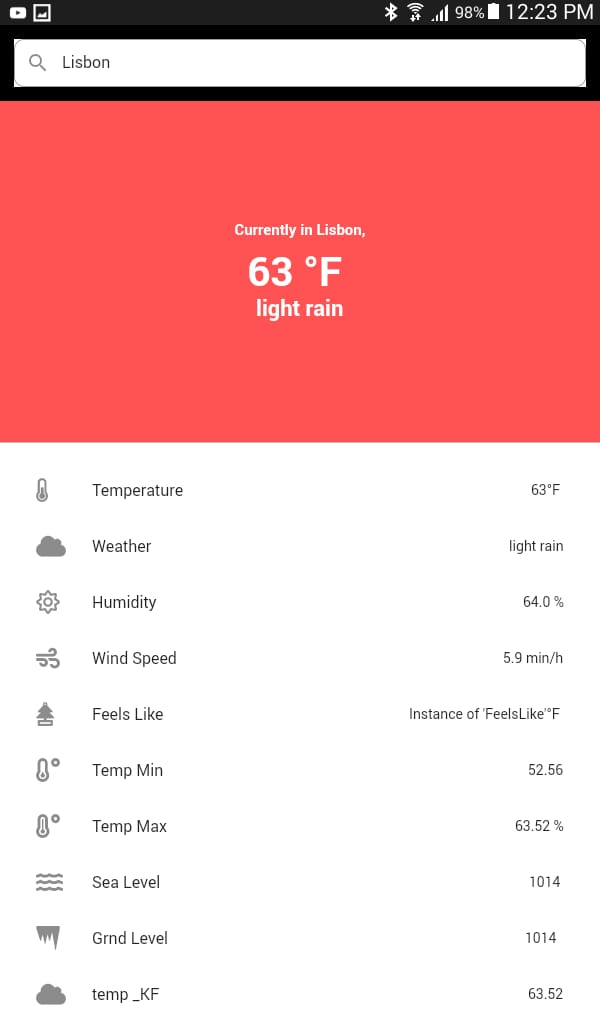 98% 12:23 PM
Lisbon
Currently in Lisbon,
63 °F
light rain
Temperature 63°F
Weather light rain
Humidity 64.0 %
Wind Speed 5.9 min/h
Feels Like Instance of 'FeelsLike'°F
Temp Min 52.56
Temp Max 63.52 %
Sea Level 1014
Grnd Level 1014
temp _KF 63.52